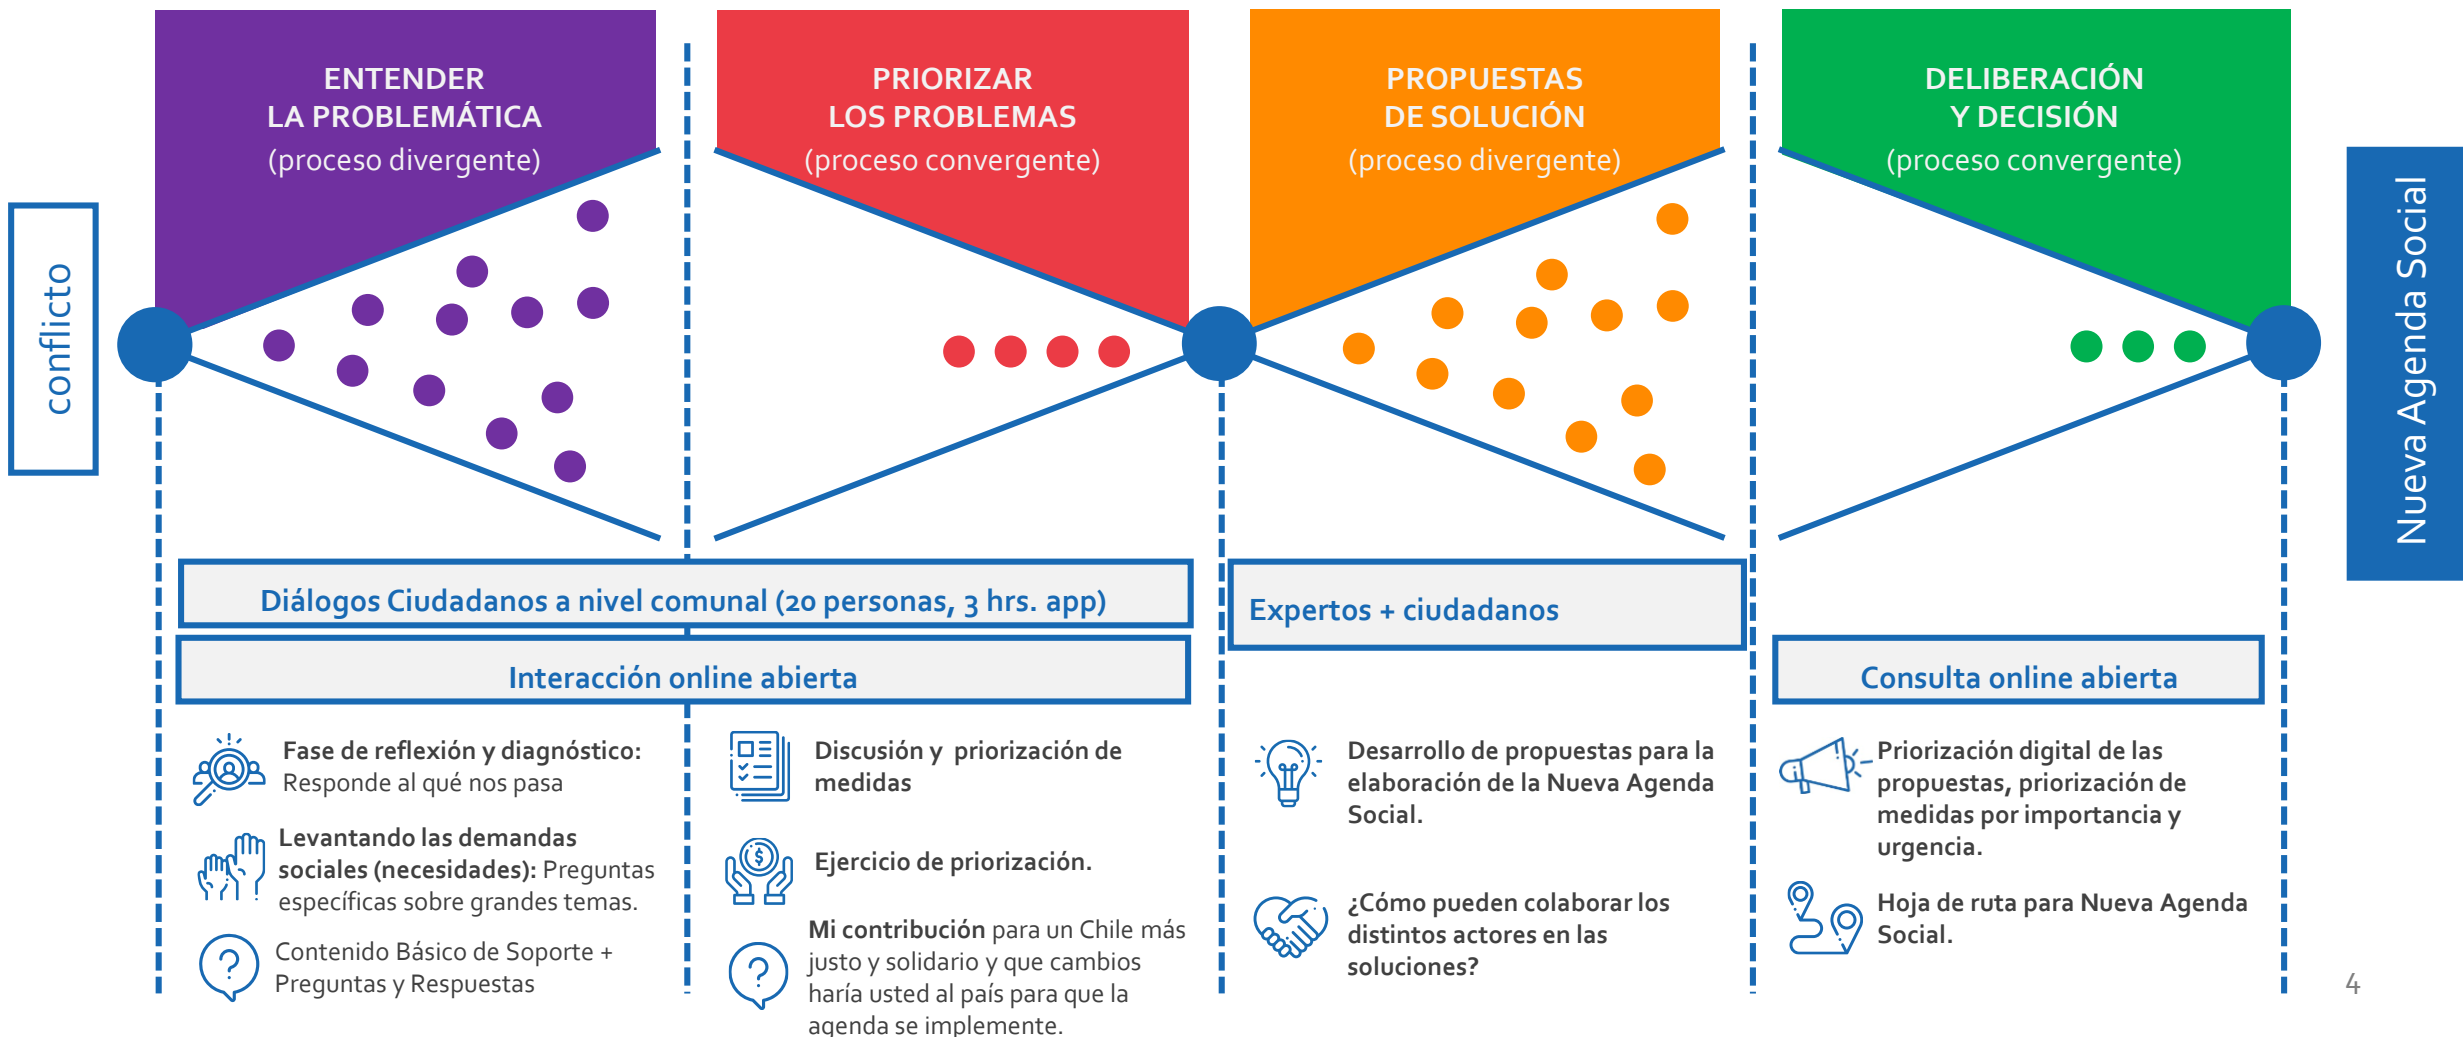 conflicto
ENTENDER
LA PROBLEMÁTICA
(proceso divergente)
PRIORIZAR
LOS PROBLEMAS
(proceso convergente)
PROPUESTAS
DE SOLUCIÓN
(proceso divergente)
DELIBERACIÓN
Y DECISIÓN
(proceso convergente)
Nueva Agenda Social
Diálogos Ciudadanos a nivel comunal (20 personas, 3 hrs. app)
Interacción online abierta
Expertos + ciudadanos
Consulta online abierta
Fase de reflexión y diagnóstico:
Responde al qué nos pasa
Levantando las demandas
sociales (necesidades): Preguntas
específicas sobre grandes temas.
?
Contenido Básico de Soporte +
Preguntas y Respuestas
Discusión y priorización de
medidas
$
Ejercicio de priorización.
?
Mi contribución para un Chile más
justo y solidario y que cambios
haría usted al país para que la
agenda se implemente.
Desarrollo de propuestas para la
elaboración de la Nueva Agenda
Social.
¿Cómo pueden colaborar los
distintos actores en las
soluciones?
Priorización digital de las
propuestas, priorización de
medidas por importancia y
urgencia.
Hoja de ruta para Nueva Agenda
Social.
4